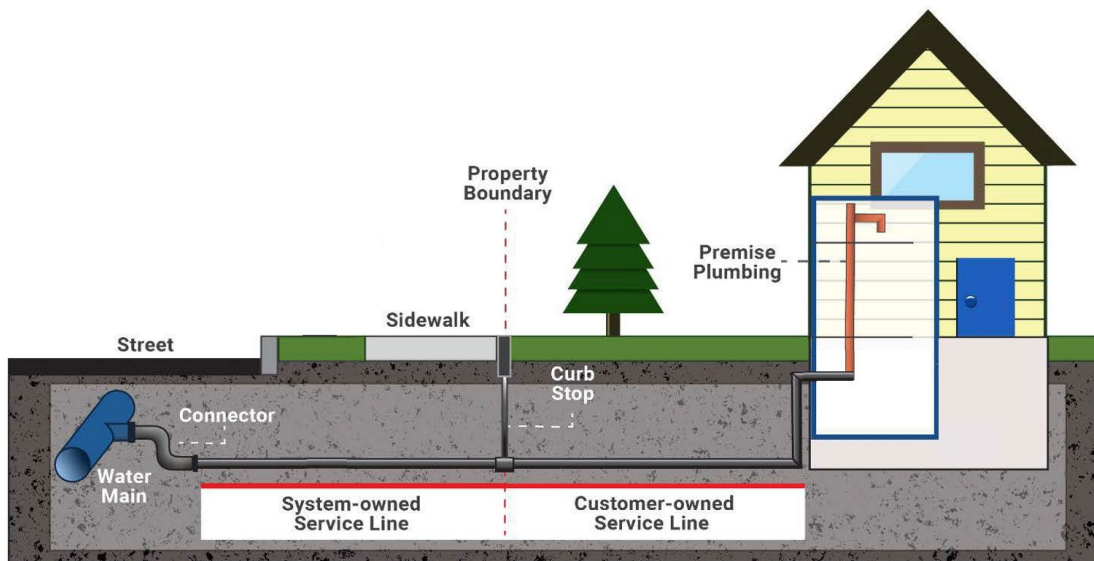 Property
Boundary
Premise
Plumbing
Sidewalk
Street
Curb
Stop
Connector
Water
Main
System-owned
Service Line
Customer-owned
Service Line